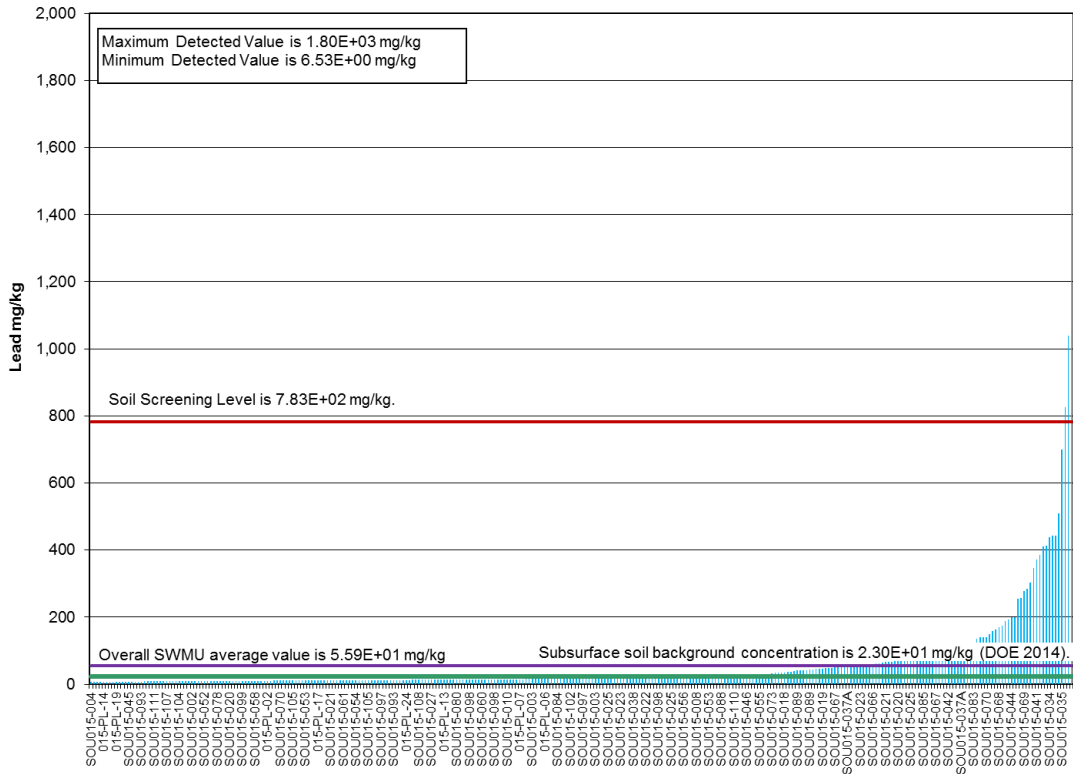 2,000
Maximum Detected Value is 1.80E+03 mg/kg
Minimum Detected Value is 6.53E+00 mg/kg
1,800
1,600
1,400
1,200
1,000
Lead mg/kg
800
Soil Screening Level is 7.83E+02 mg/kg.
600
400
200
Overall SWMU average value is 5.59E+01 mg/kg
Subsurface soil background concentration is 2.30E+01 mg/kg (DOE 2014).
0
SOU015-004
015-PL-14
015-PL-19
SOU015-045
SOU015-093
SOU015-111
SOU015-107
SOU015-104
SOU015-002
SOU015-052
SOU015-078
SOU015-020
SOU015-099
SOU015-058
015-PL-02
SOU015-070
SOU015-105
SOU015-053
015-PL-17
SOU015-021
SOU015-061
SOU015-054
SOU015-105
SOU015-097
SOU015-093
015-PL-24
SOU015-018
SOU015-027
015-PL-13
SOU015-080
SOU015-098
SOU015-060
SOU015-098
SOU015-010
015-PL-07
SOU015-103
015-PL-08
SOU015-084
SOU015-102
SOU015-097
SOU015-003
SOU015-025
SOU015-023
SOU015-038
SOU015-022
SOU015-098
SOU015-026
SOU015-056
SOU015-008
SOU015-053
SOU015-088
SOU015-110
SOU015-046
SOU015-055
SOU015-073
SOU015-018
SOU015-089
SOU015-089
SOU015-019
SOU015-067
SOU015-037A
SOU015-023
SOU015-066
SOU015-021
SOU015-020
SOU015-028
SOU015-085
SOU015-067
SOU015-042
SOU015-037A
SOU015-083
SOU015-070
SOU015-068
SOU015-044
SOU015-069
SOU015-041
SOU015-034
SOU015-035